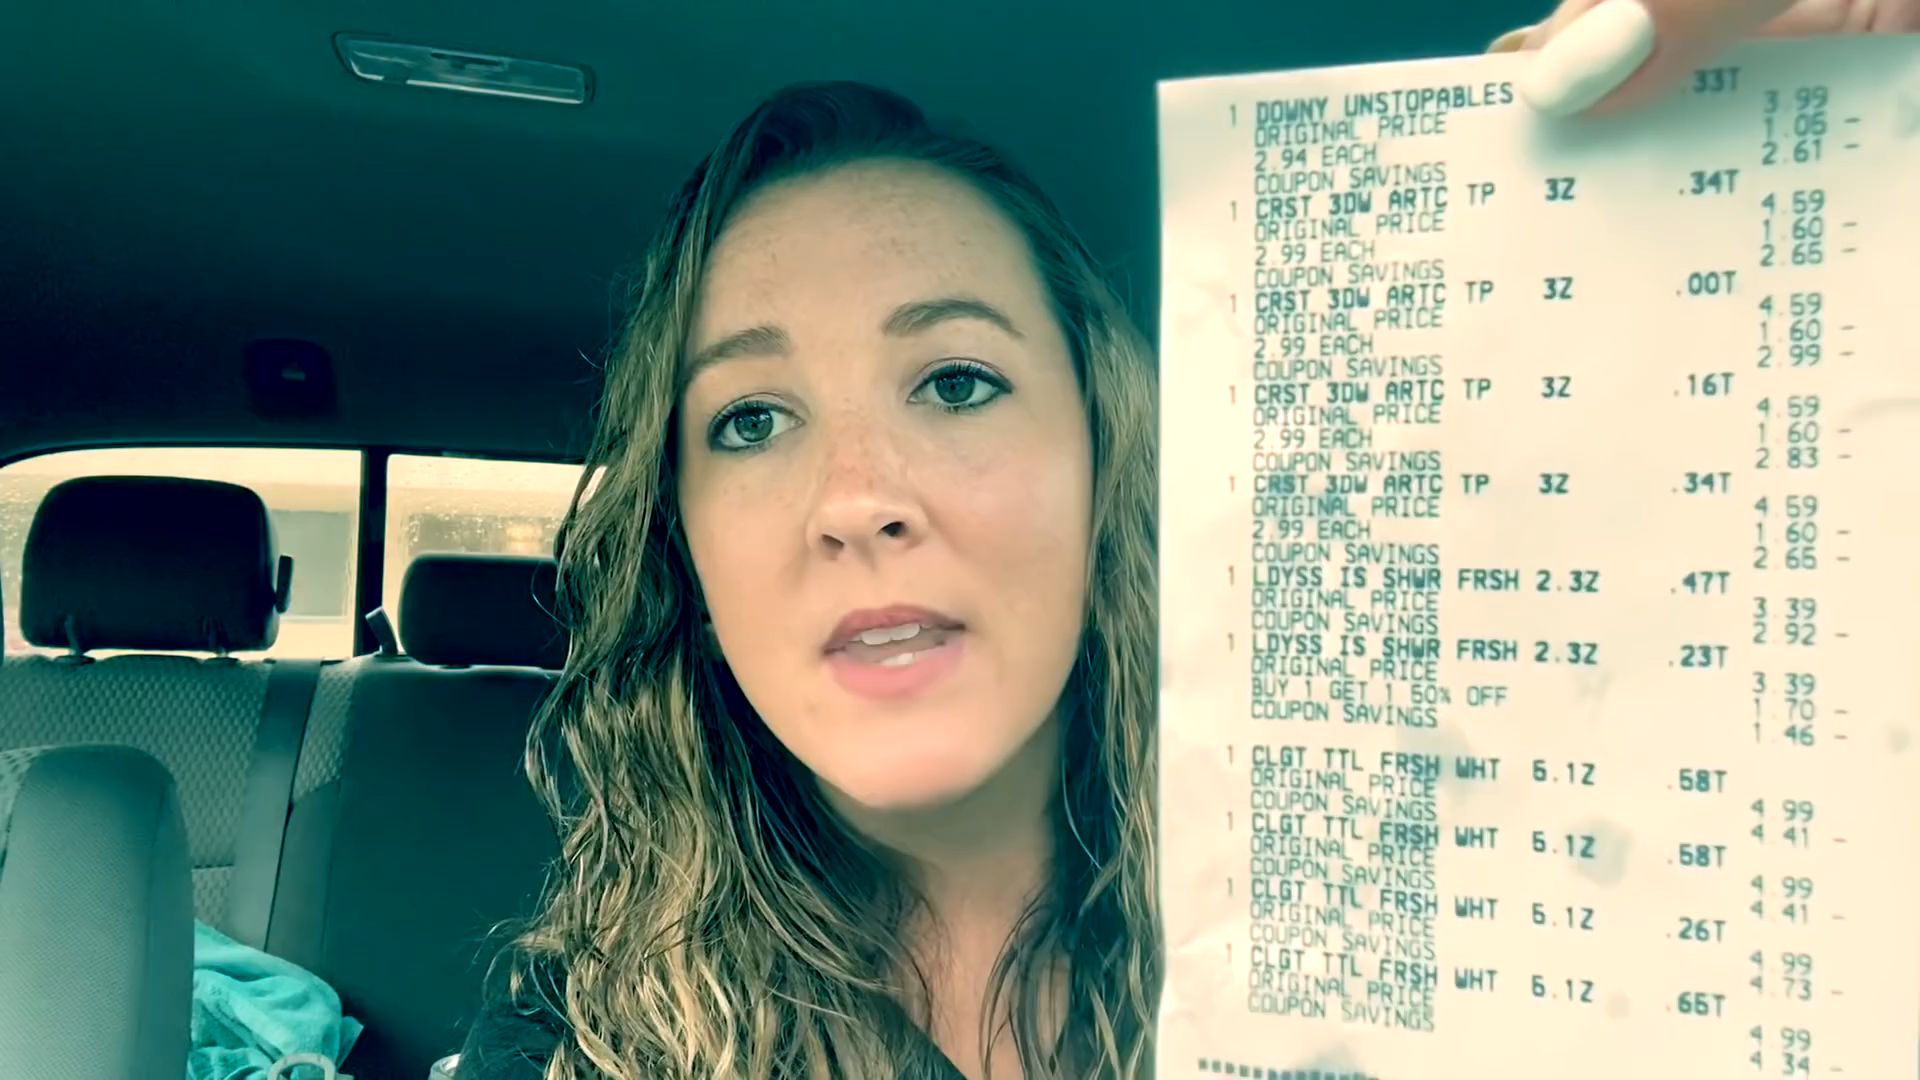 1 DOWNY UNSTOPABLES .33T
ORIGINAL PRICE 3.99
2.94 EACH 1.05 -
COUPON SAVINGS 2.61 -
1 CRST 3DW ARTC TP 3Z .34T
ORIGINAL PRICE 4.59
2.99 EACH 1.60 -
COUPON SAVINGS 2.65 -
1 CRST 3DW ARTC TP 3Z .00T
ORIGINAL PRICE 4.59
2.99 EACH 1.60 -
COUPON SAVINGS 2.99 -
1 CRST 3DW ARTC TP 3Z .16T
ORIGINAL PRICE 4.59
2.99 EACH 1.60 -
COUPON SAVINGS 2.83 -
1 CRST 3DW ARTC TP 3Z .34T
ORIGINAL PRICE 4.59
2.99 EACH 1.60 -
COUPON SAVINGS 2.65 -
1 LDYSS IS SHWR FRSH 2.3Z .47T
ORIGINAL PRICE 3.39
COUPON SAVINGS 2.92 -
1 LDYSS IS SHWR FRSH 2.3Z .23T
ORIGINAL PRICE 3.39
BUY 1 GET 1 50% OFF 1.70 -
COUPON SAVINGS 1.46 -
1 CLGT TTL FRSH WHT 5.1Z .58T
ORIGINAL PRICE 4.99
COUPON SAVINGS 4.41 -
1 CLGT TTL FRSH WHT 5.1Z .58T
ORIGINAL PRICE 4.99
COUPON SAVINGS 4.41 -
1 CLGT TTL FRSH WHT 5.1Z .26T
ORIGINAL PRICE 4.99
COUPON SAVINGS 4.73 -
1 CLGT TTL FRSH WHT 5.1Z .65T
ORIGINAL PRICE 4.99
COUPON SAVINGS 4.34 -